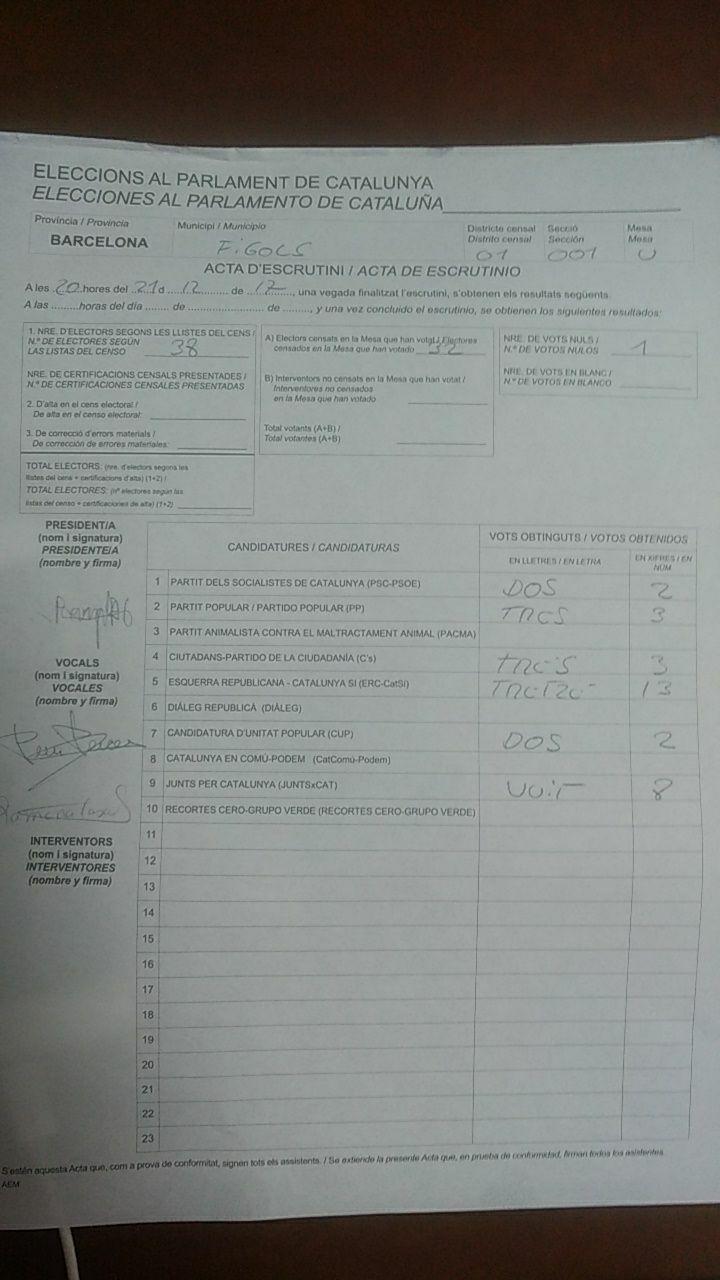 ELECCIONS AL PARLAMENT DE CATALUNYA
ELECCIONES AL PARLAMENTO DE CATALUÑA
Província / Provincia Municipi / Municipio Districte censal Secció Mesa
Distrito censal Sección Mesa
BARCELONA FiGOLS 01 001 U
ACTA D'ESCRUTINI / ACTA DE ESCRUTINIO
A les ..20..hores del ..21 d ....12.......... de ...17......, una vegada finalitzat l'escrutini, s'obtenen els resultats següents:
A las .........horas del día ....... de ........................ de ........, y una vez concluido el escrutinio, se obtienen los siguientes resultados:
1. NRE. D'ELECTORS SEGONS LES LLISTES DEL CENS /
N.º DE ELECTORES SEGÚN
LAS LISTAS DEL CENSO 38
NRE. DE CERTIFICACIONS CENSALS PRESENTADES /
N.º DE CERTIFICACIONES CENSALES PRESENTADAS
2. D'alta en el cens electoral /
De alta en el censo electoral:
3. De correcció d'errors materials /
De corrección de errores materiales:
TOTAL ELECTORS: (nre. d'electors segons les
llistes del cens + certificacions d'alta) (1+2) /
TOTAL ELECTORES: (nº electores según las
listas del censo + certificaciones de alta) (1+2)
A) Electors censats en la Mesa que han votat / Electores
censados en la Mesa que han votado 32
B) Interventors no censats en la Mesa que han votat /
Interventores no censados
en la Mesa que han votado
Total votants (A+B) /
Total votantes (A+B)
NRE. DE VOTS NULS /
N.º DE VOTOS NULOS 1
NRE. DE VOTS EN BLANC /
N.º DE VOTOS EN BLANCO
PRESIDENT/A
(nom i signatura)
PRESIDENTE/A
(nombre y firma)
VOCALS
(nom i signatura)
VOCALES
(nombre y firma)
INTERVENTORS
(nom i signatura)
INTERVENTORES
(nombre y firma)
CANDIDATURES / CANDIDATURAS VOTS OBTINGUTS / VOTOS OBTENIDOS
EN LLETRES / EN LETRA EN XIFRES / EN NÚM
1 PARTIT DELS SOCIALISTES DE CATALUNYA (PSC-PSOE) DOS 2
2 PARTIT POPULAR / PARTIDO POPULAR (PP) TRES 3
3 PARTIT ANIMALISTA CONTRA EL MALTRACTAMENT ANIMAL (PACMA)
4 CIUTADANS-PARTIDO DE LA CIUDADANÍA (C's) TRES 3
5 ESQUERRA REPUBLICANA - CATALUNYA SÍ (ERC-CatSí) TRETZE 13
6 DIÀLEG REPUBLICÀ (DIÀLEG)
7 CANDIDATURA D'UNITAT POPULAR (CUP) DOS 2
8 CATALUNYA EN COMÚ-PODEM (CatComú-Podem)
9 JUNTS PER CATALUNYA (JUNTSxCAT) VUiT 8
10 RECORTES CERO-GRUPO VERDE (RECORTES CERO-GRUPO VERDE)
11
12
13
14
15
16
17
18
19
20
21
22
23
S'estén aquesta Acta que, com a prova de conformitat, signen tots els assistents. / Se extiende la presente Acta que, en prueba de conformidad, firman todos los asistentes.
AEM